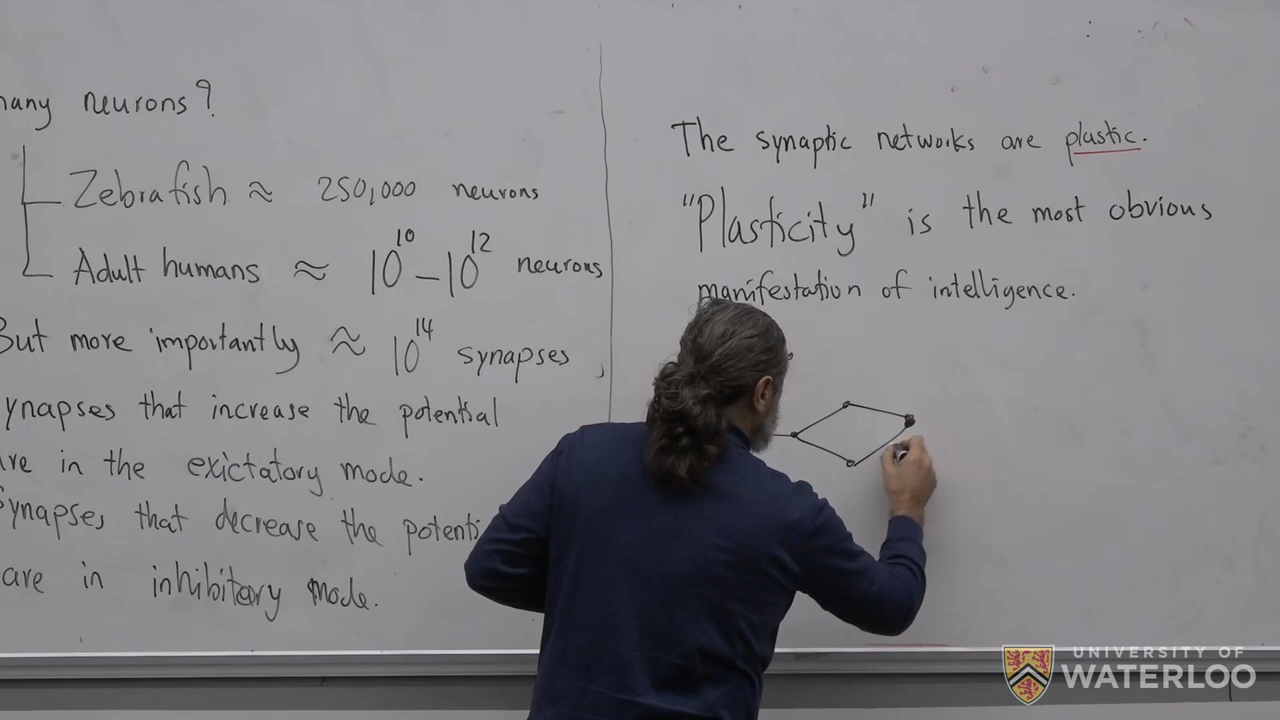 many neurons?
Zebrafish ≈ 250,000 neurons
Adult humans ≈ 10^10 – 10^12 neurons
But more importantly ≈ 10^14 synapses,
Synapses that increase the potential
are in the exictatory mode.
Synapses that decrease the potenti
are in inhibitory mode.
The synaptic networks are plastic.
"Plasticity" is the most obvious
manifestation of intelligence.
UNIVERSITY OF
WATERLOO